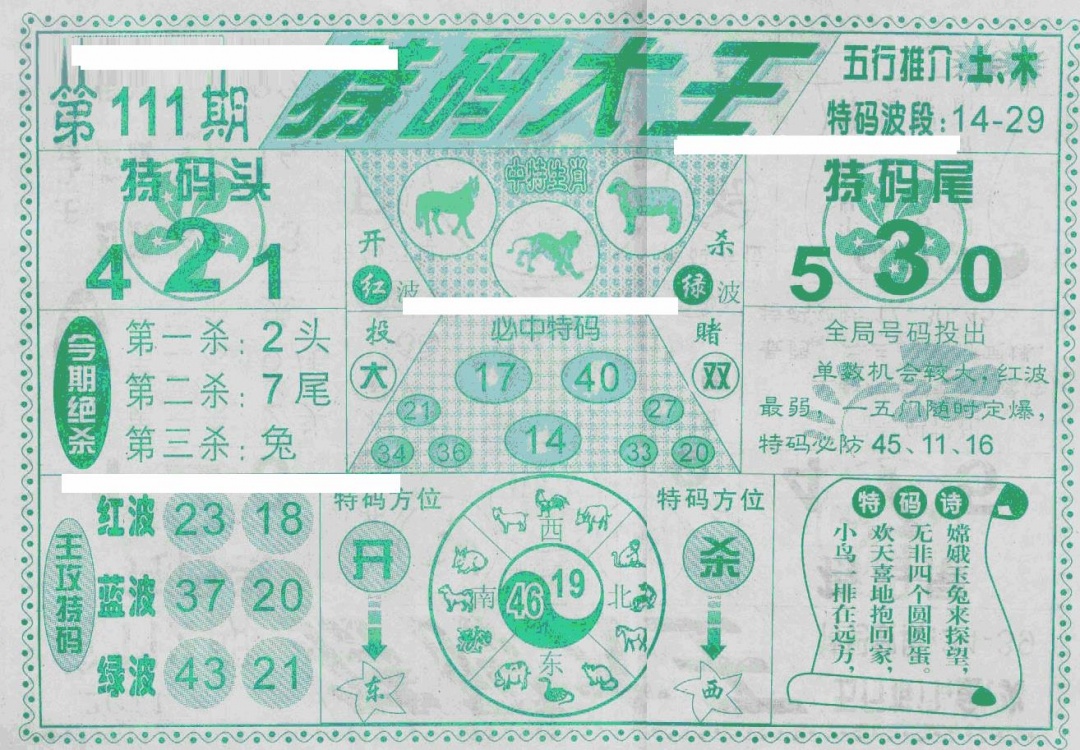 第111期
特码大王
五行推介:土、木
特码波段:14-29
特码头
4 2 1
中特生肖
开
红波
杀
绿波
特码尾
5 3 0
今期绝杀
第一杀:2头
第二杀:7尾
第三杀:兔
投
大
必中特码
17 40
21 27
14
34 36 33 20
赌
双
全局号码投出
单数机会较大,红波
最弱,一五门随时定爆,
特码必防45、11、16
主攻特码
红波 23 18
蓝波 37 20
绿波 43 21
特码方位
开
东
西
南
北
东
46 19
特码方位
杀
西
特码诗
嫦娥玉兔来探望,
无非四个圆圆蛋。
欢天喜地抱回家,
小鸟一排在远方,